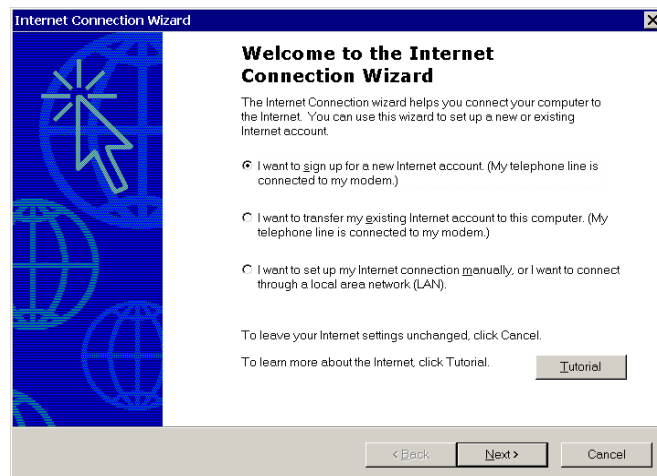 Internet Connection Wizard
Welcome to the Internet
Connection Wizard
The Internet Connection wizard helps you connect your computer to
the Internet. You can use this wizard to set up a new or existing
Internet account.
I want to sign up for a new Internet account. (My telephone line is
connected to my modem.)
I want to transfer my existing Internet account to this computer. (My
telephone line is connected to my modem.)
I want to set up my Internet connection manually, or I want to connect
through a local area network (LAN).
To leave your Internet settings unchanged, click Cancel.
To learn more about the Internet, click Tutorial.
Tutorial
< Back
Next >
Cancel